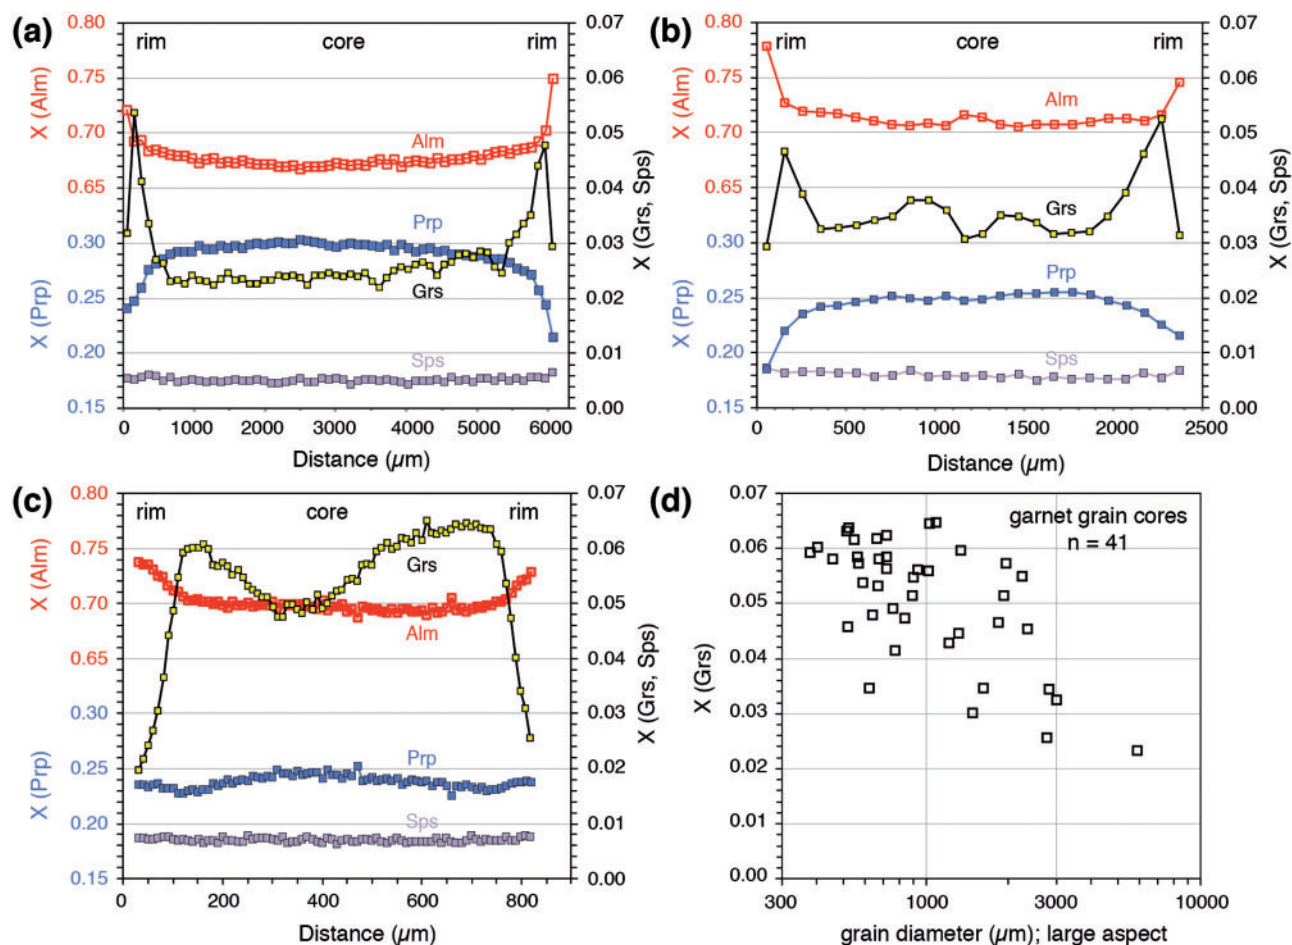 (a)
0.80
0.75
0.70
0.65
0.30
0.25
0.20
0.15
X (Alm)
X (Prp)
rim core rim
Alm
Prp
Grs
Sps
0.07
0.06
0.05
0.04
0.03
0.02
0.01
0.00
X (Grs, Sps)
0 1000 2000 3000 4000 5000 6000
Distance (µm)
(b)
0.80
0.75
0.70
0.65
0.30
0.25
0.20
0.15
X (Alm)
X (Prp)
rim core rim
Alm
Grs
Prp
Sps
0.07
0.06
0.05
0.04
0.03
0.02
0.01
0.00
X (Grs, Sps)
0 500 1000 1500 2000 2500
Distance (µm)
(c)
0.80
0.75
0.70
0.65
0.30
0.25
0.20
0.15
X (Alm)
X (Prp)
rim core rim
Grs
Alm
Prp
Sps
0.07
0.06
0.05
0.04
0.03
0.02
0.01
0.00
X (Grs, Sps)
0 200 400 600 800
Distance (µm)
(d)
garnet grain cores
n = 41
0.07
0.06
0.05
0.04
0.03
0.02
0.01
0.00
X (Grs)
300 1000 3000 10000
grain diameter (µm); large aspect